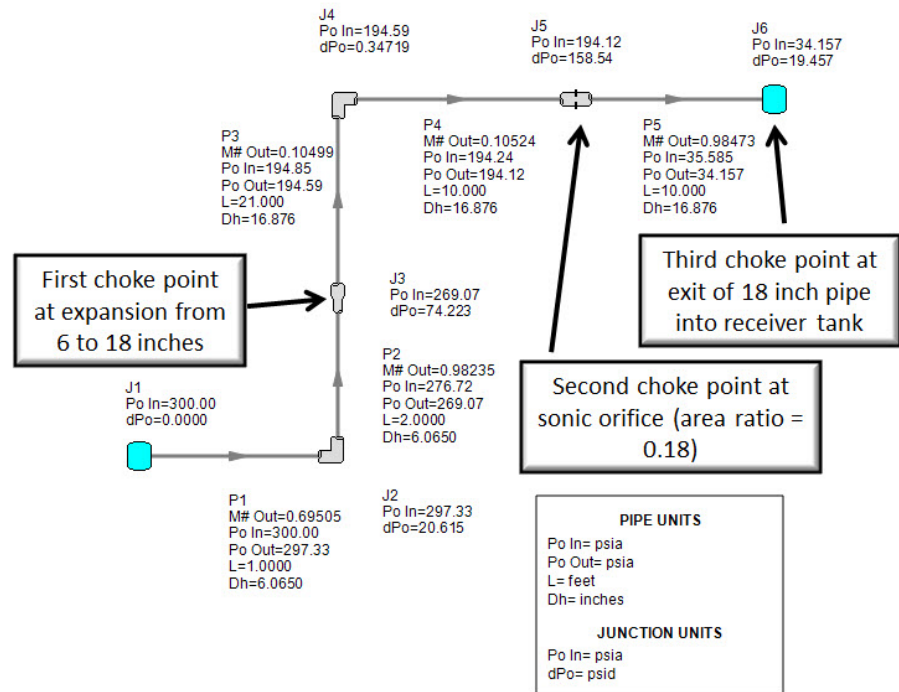 J4
Po In=194.59
dPo=0.34719
J5
Po In=194.12
dPo=158.54
J6
Po In=34.157
dPo=19.457
P3
M# Out=0.10499
Po In=194.85
Po Out=194.59
L=21.000
Dh=16.876
P4
M# Out=0.10524
Po In=194.24
Po Out=194.12
L=10.000
Dh=16.876
P5
M# Out=0.98473
Po In=35.585
Po Out=34.157
L=10.000
Dh=16.876
First choke point
at expansion from
6 to 18 inches
J3
Po In=269.07
dPo=74.223
Third choke point at
exit of 18 inch pipe
into receiver tank
P2
M# Out=0.98235
Po In=276.72
Po Out=269.07
L=2.0000
Dh=6.0650
Second choke point at
sonic orifice (area ratio =
0.18)
J1
Po In=300.00
dPo=0.0000
P1
M# Out=0.69505
Po In=300.00
Po Out=297.33
L=1.0000
Dh=6.0650
J2
Po In=297.33
dPo=20.615
PIPE UNITS
Po In= psia
Po Out= psia
L= feet
Dh= inches
JUNCTION UNITS
Po In= psia
dPo= psid